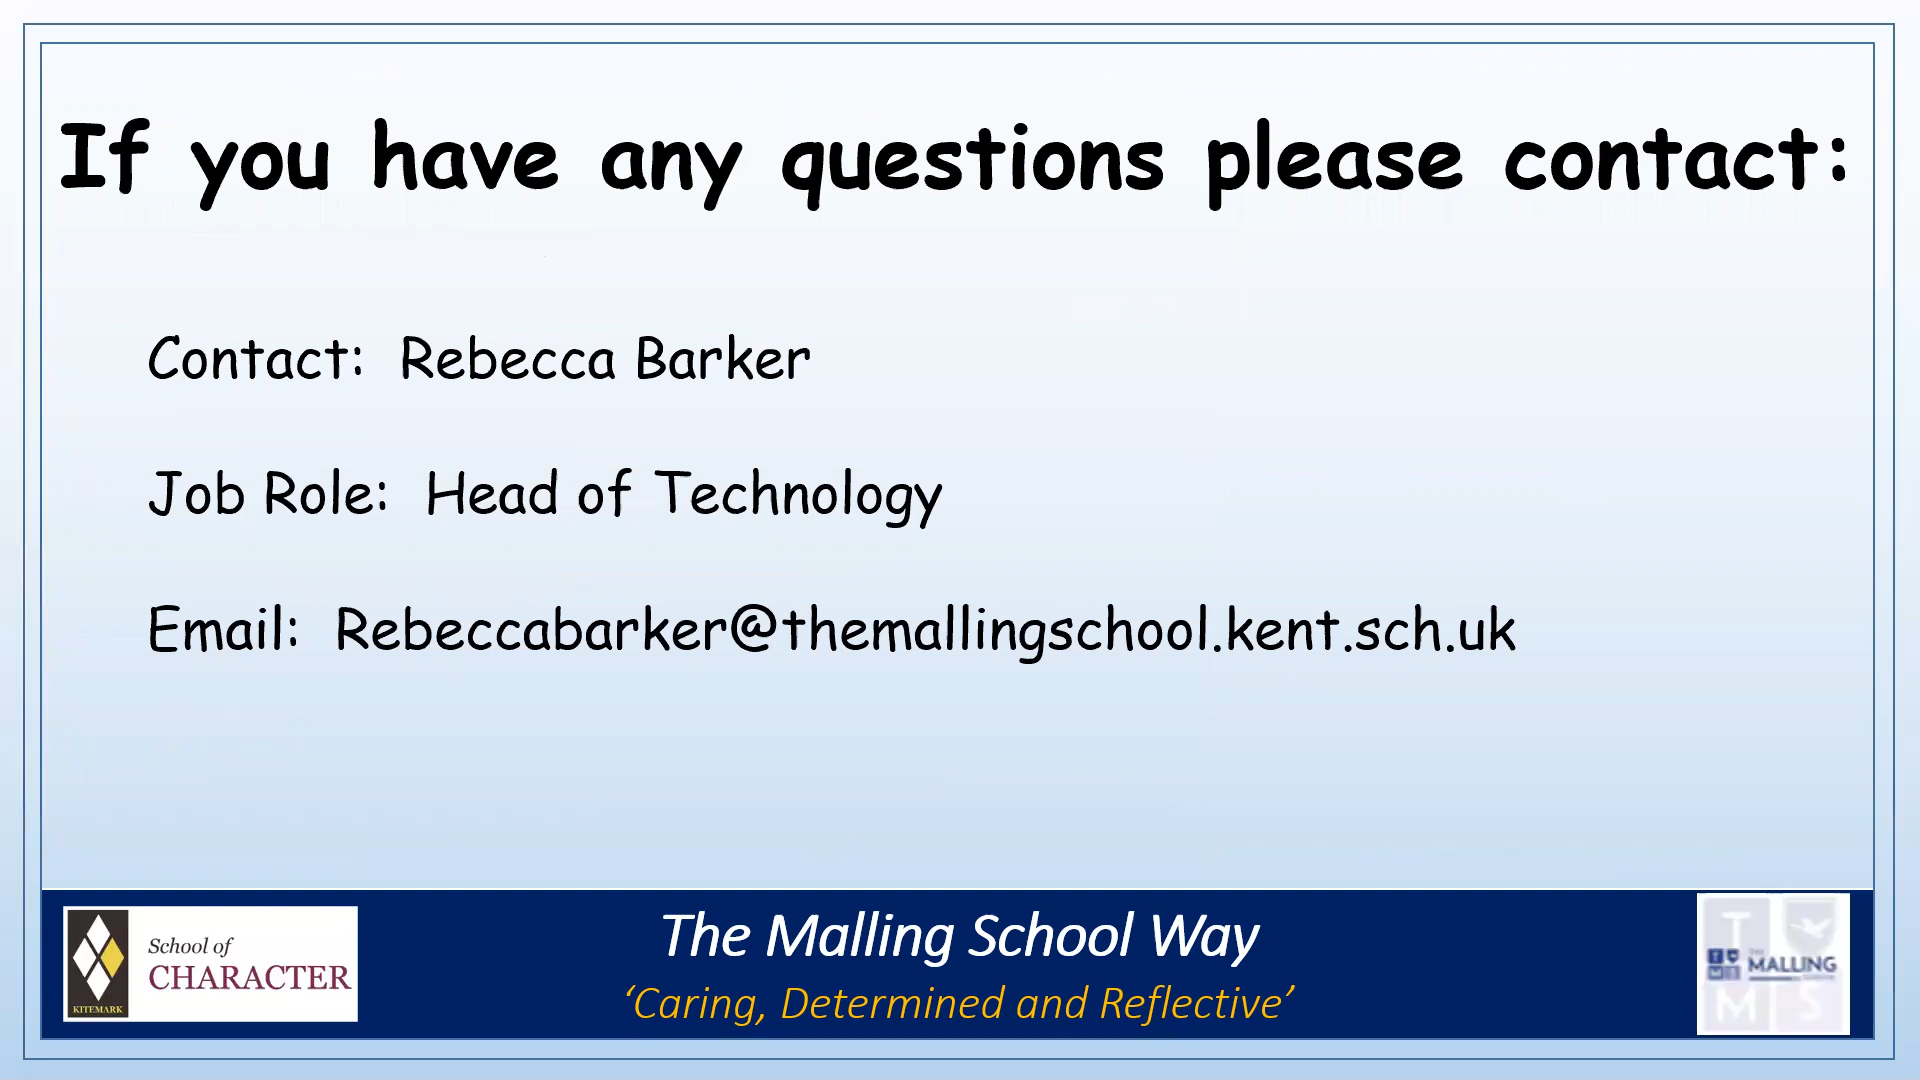 If you have any questions please contact:
Contact: Rebecca Barker
Job Role: Head of Technology
Email: Rebeccabarker@themallingschool.kent.sch.uk
School of
CHARACTER
KITEMARK
The Malling School Way
‘Caring, Determined and Reflective’
T
MALLING
M S